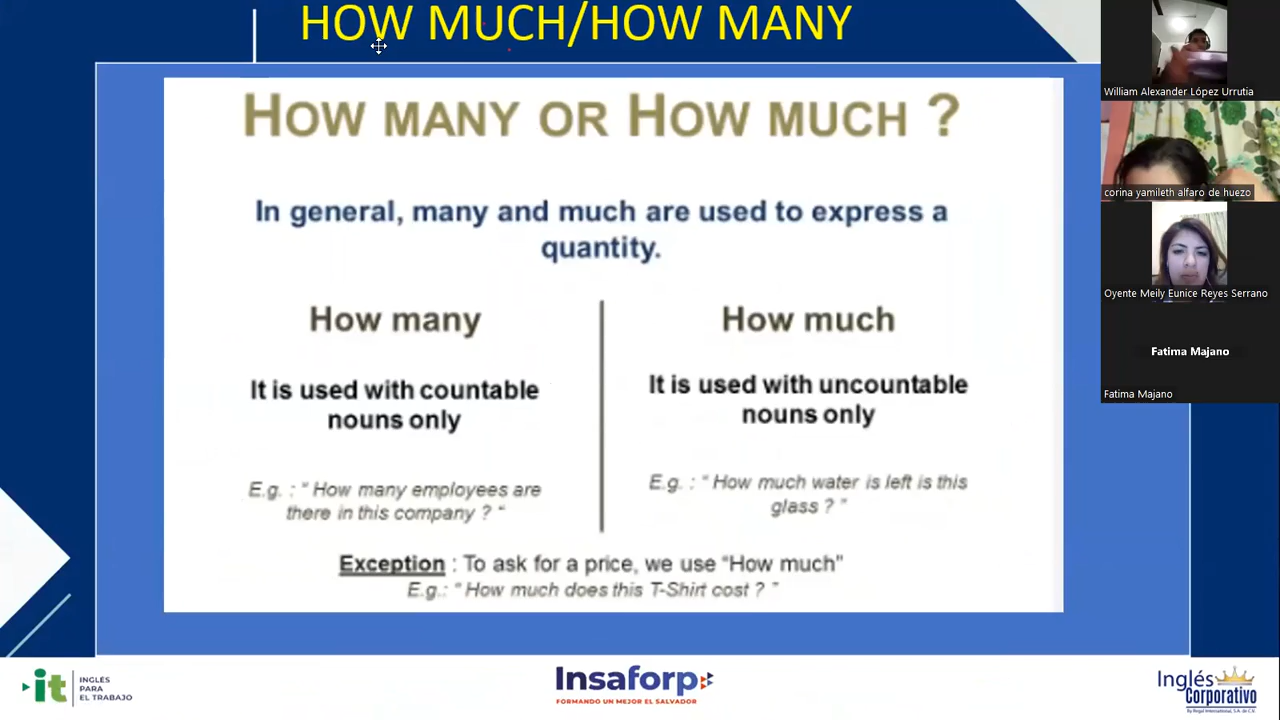 HOW MUCH/HOW MANY
HOW MANY OR HOW MUCH ?
In general, many and much are used to express a
quantity.
How many
It is used with countable
nouns only
E.g. : “ How many employees are
there in this company ? “
How much
It is used with uncountable
nouns only
E.g. : “ How much water is left is this
glass ? ”
Exception : To ask for a price, we use “How much”
E.g.: “ How much does this T-Shirt cost ? ”
William Alexander López Urrutia
corina yamileth alfaro de huezo
Oyente Meily Eunice Reyes Serrano
Fatima Majano
Fatima Majano
it
INGLÉS
PARA
EL TRABAJO
Insaforp
FORMANDO UN MEJOR EL SALVADOR
Inglés
Corporativo
By Regal International, S.A. de C.V.